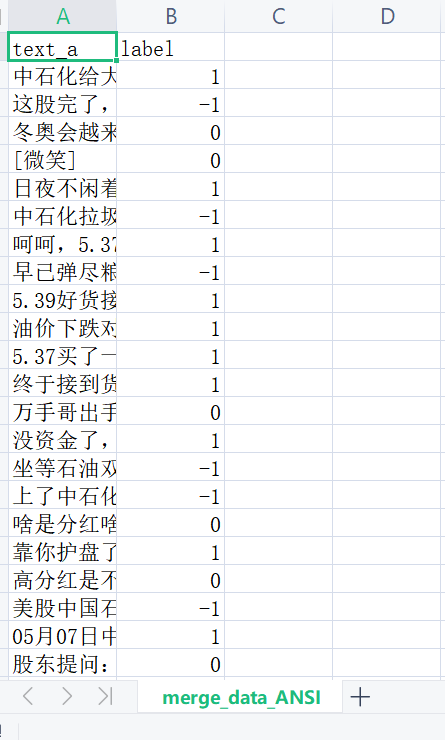 A B C D
text_a label
中石化给大 1
这股完了, -1
冬奥会越来 0
[微笑] 0
日夜不闲着 1
中石化拉圾 -1
呵呵，5.37 1
早已弹尽粮 -1
5.39好货接 1
油价下跌对 1
5.37买了一 1
终于接到货 1
万手哥出手 0
没资金了, 1
坐等石油双 -1
上了中石化 -1
啥是分红啥 0
靠你护盘了 1
高分红是不 0
美股中国石 -1
05月07日中 1
股东提问: 0
merge_data_ANSI